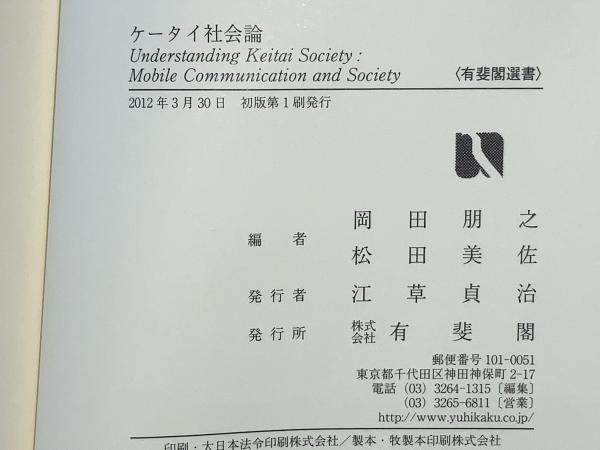 ケータイ社会論
Understanding Keitai Society :
Mobile Communication and Society 〈有斐閣選書〉
2012年3月30日 初版第1刷発行
編者 岡田朋之
松田美佐
発行者 江草貞治
発行所 株式会社 有斐閣
郵便番号 101-0051
東京都千代田区神田神保町2-17
電話 (03) 3264-1315〔編集〕
(03) 3265-6811〔営業〕
http://www.yuhikaku.co.jp/
印刷・大日本法令印刷株式会社／製本・牧製本印刷株式会社